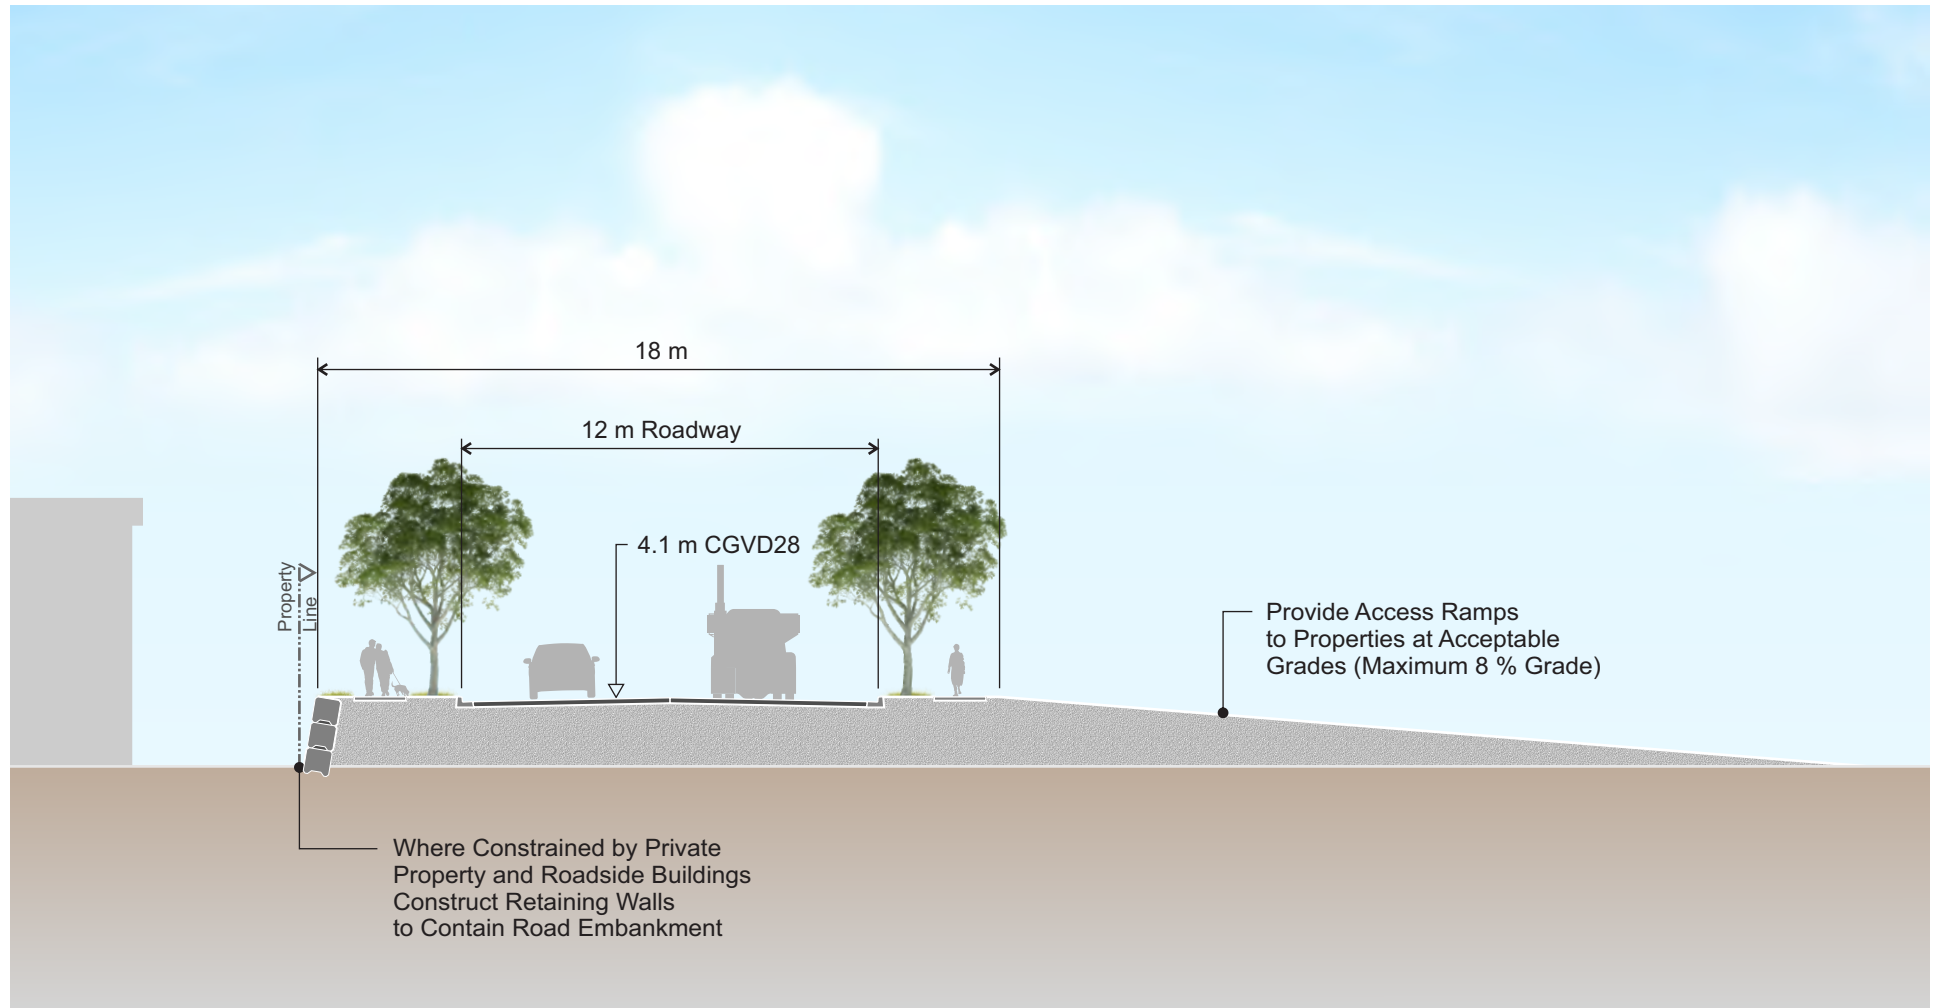 18 m
12 m Roadway
4.1 m CGVD28
Property
Line
Provide Access Ramps
to Properties at Acceptable
Grades (Maximum 8 % Grade)
Where Constrained by Private
Property and Roadside Buildings
Construct Retaining Walls
to Contain Road Embankment